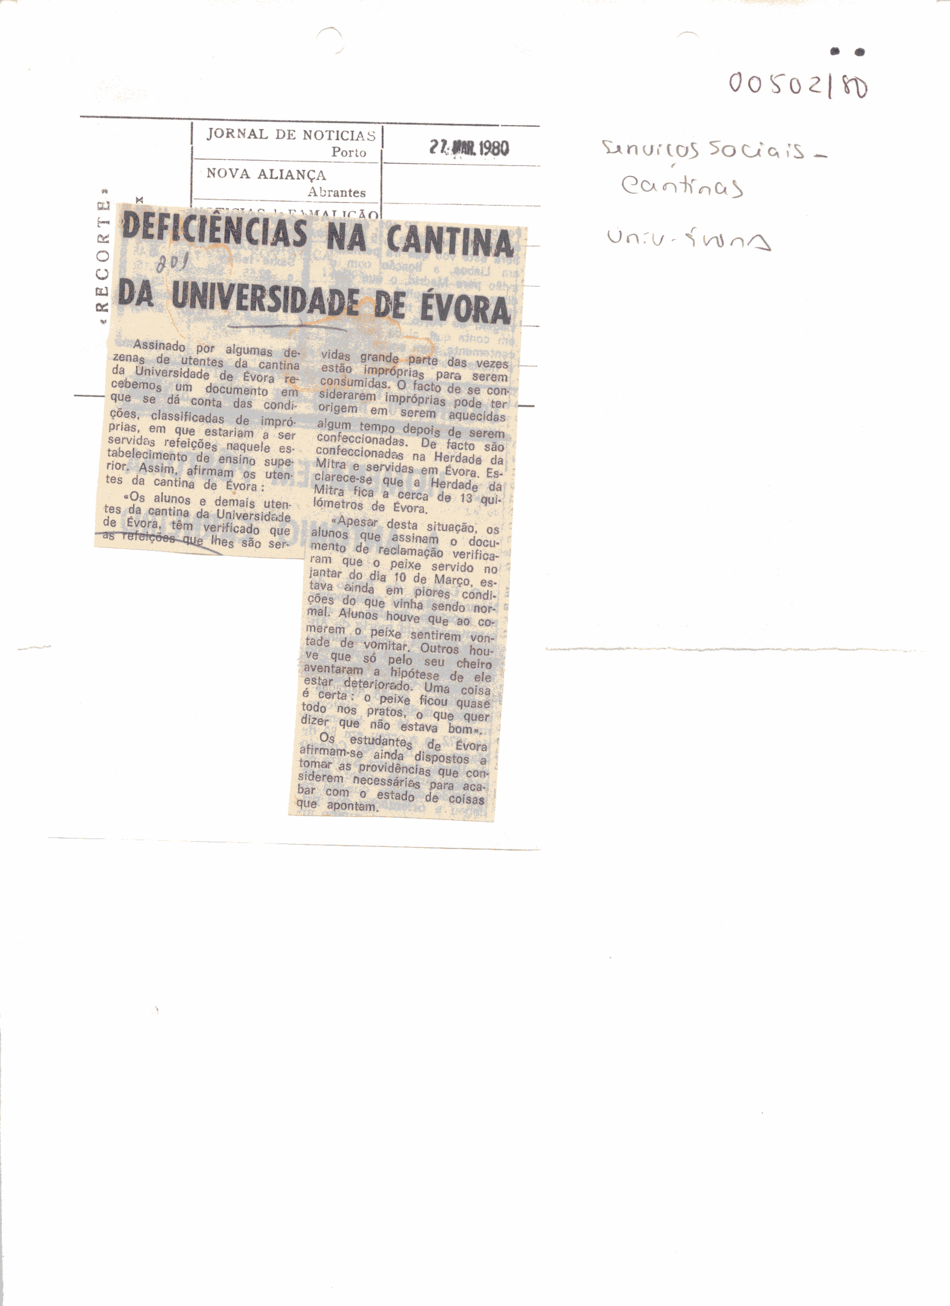 00502/80
Serviços Sociais -
Cantinas
Univ. Évora
JORNAL DE NOTICIAS
Porto
27. MAR. 1980
NOVA ALIANÇA
Abrantes
«RECORTE»
DEFICIÊNCIAS NA CANTINA
201
DA UNIVERSIDADE DE ÉVORA
Assinado por algumas de-
zenas de utentes da cantina
da Universidade de Évora re-
cebemos um documento em
que se dá conta das condi-
ções, classificadas de impró-
prias, em que estariam a ser
servidas refeições naquele es-
tabelecimento de ensino supe-
rior. Assim, afirmam os uten-
tes da cantina de Évora:
«Os alunos e demais uten-
tes da cantina da Universidade
de Évora, têm verificado que
as refeições que lhes são ser-
vidas grande parte das vezes
estão impróprias para serem
consumidas. O facto de se con-
siderarem impróprias pode ter
origem em serem aquecidas
algum tempo depois de serem
confeccionadas. De facto são
confeccionadas na Herdade da
Mitra e servidas em Évora. Es-
clarece-se que a Herdade da
Mitra fica a cerca de 13 qui-
lómetros de Évora.
«Apesar desta situação, os
alunos que assinam o docu-
mento de reclamação verifica-
ram que o peixe servido no
jantar do dia 10 de Março, es-
tava ainda em piores condi-
ções do que vinha sendo nor-
mal. Alunos houve que ao co-
merem o peixe sentirem von-
tade de vomitar. Outros hou-
ve que só pelo seu cheiro
aventaram a hipótese de ele
estar deteriorado. Uma coisa
é certa: o peixe ficou quase
todo nos pratos, o que quer
dizer que não estava bom».
Os estudantes de Évora
afirmam-se ainda dispostos a
tomar as providências que con-
siderem necessárias para aca-
bar com o estado de coisas
que apontam.